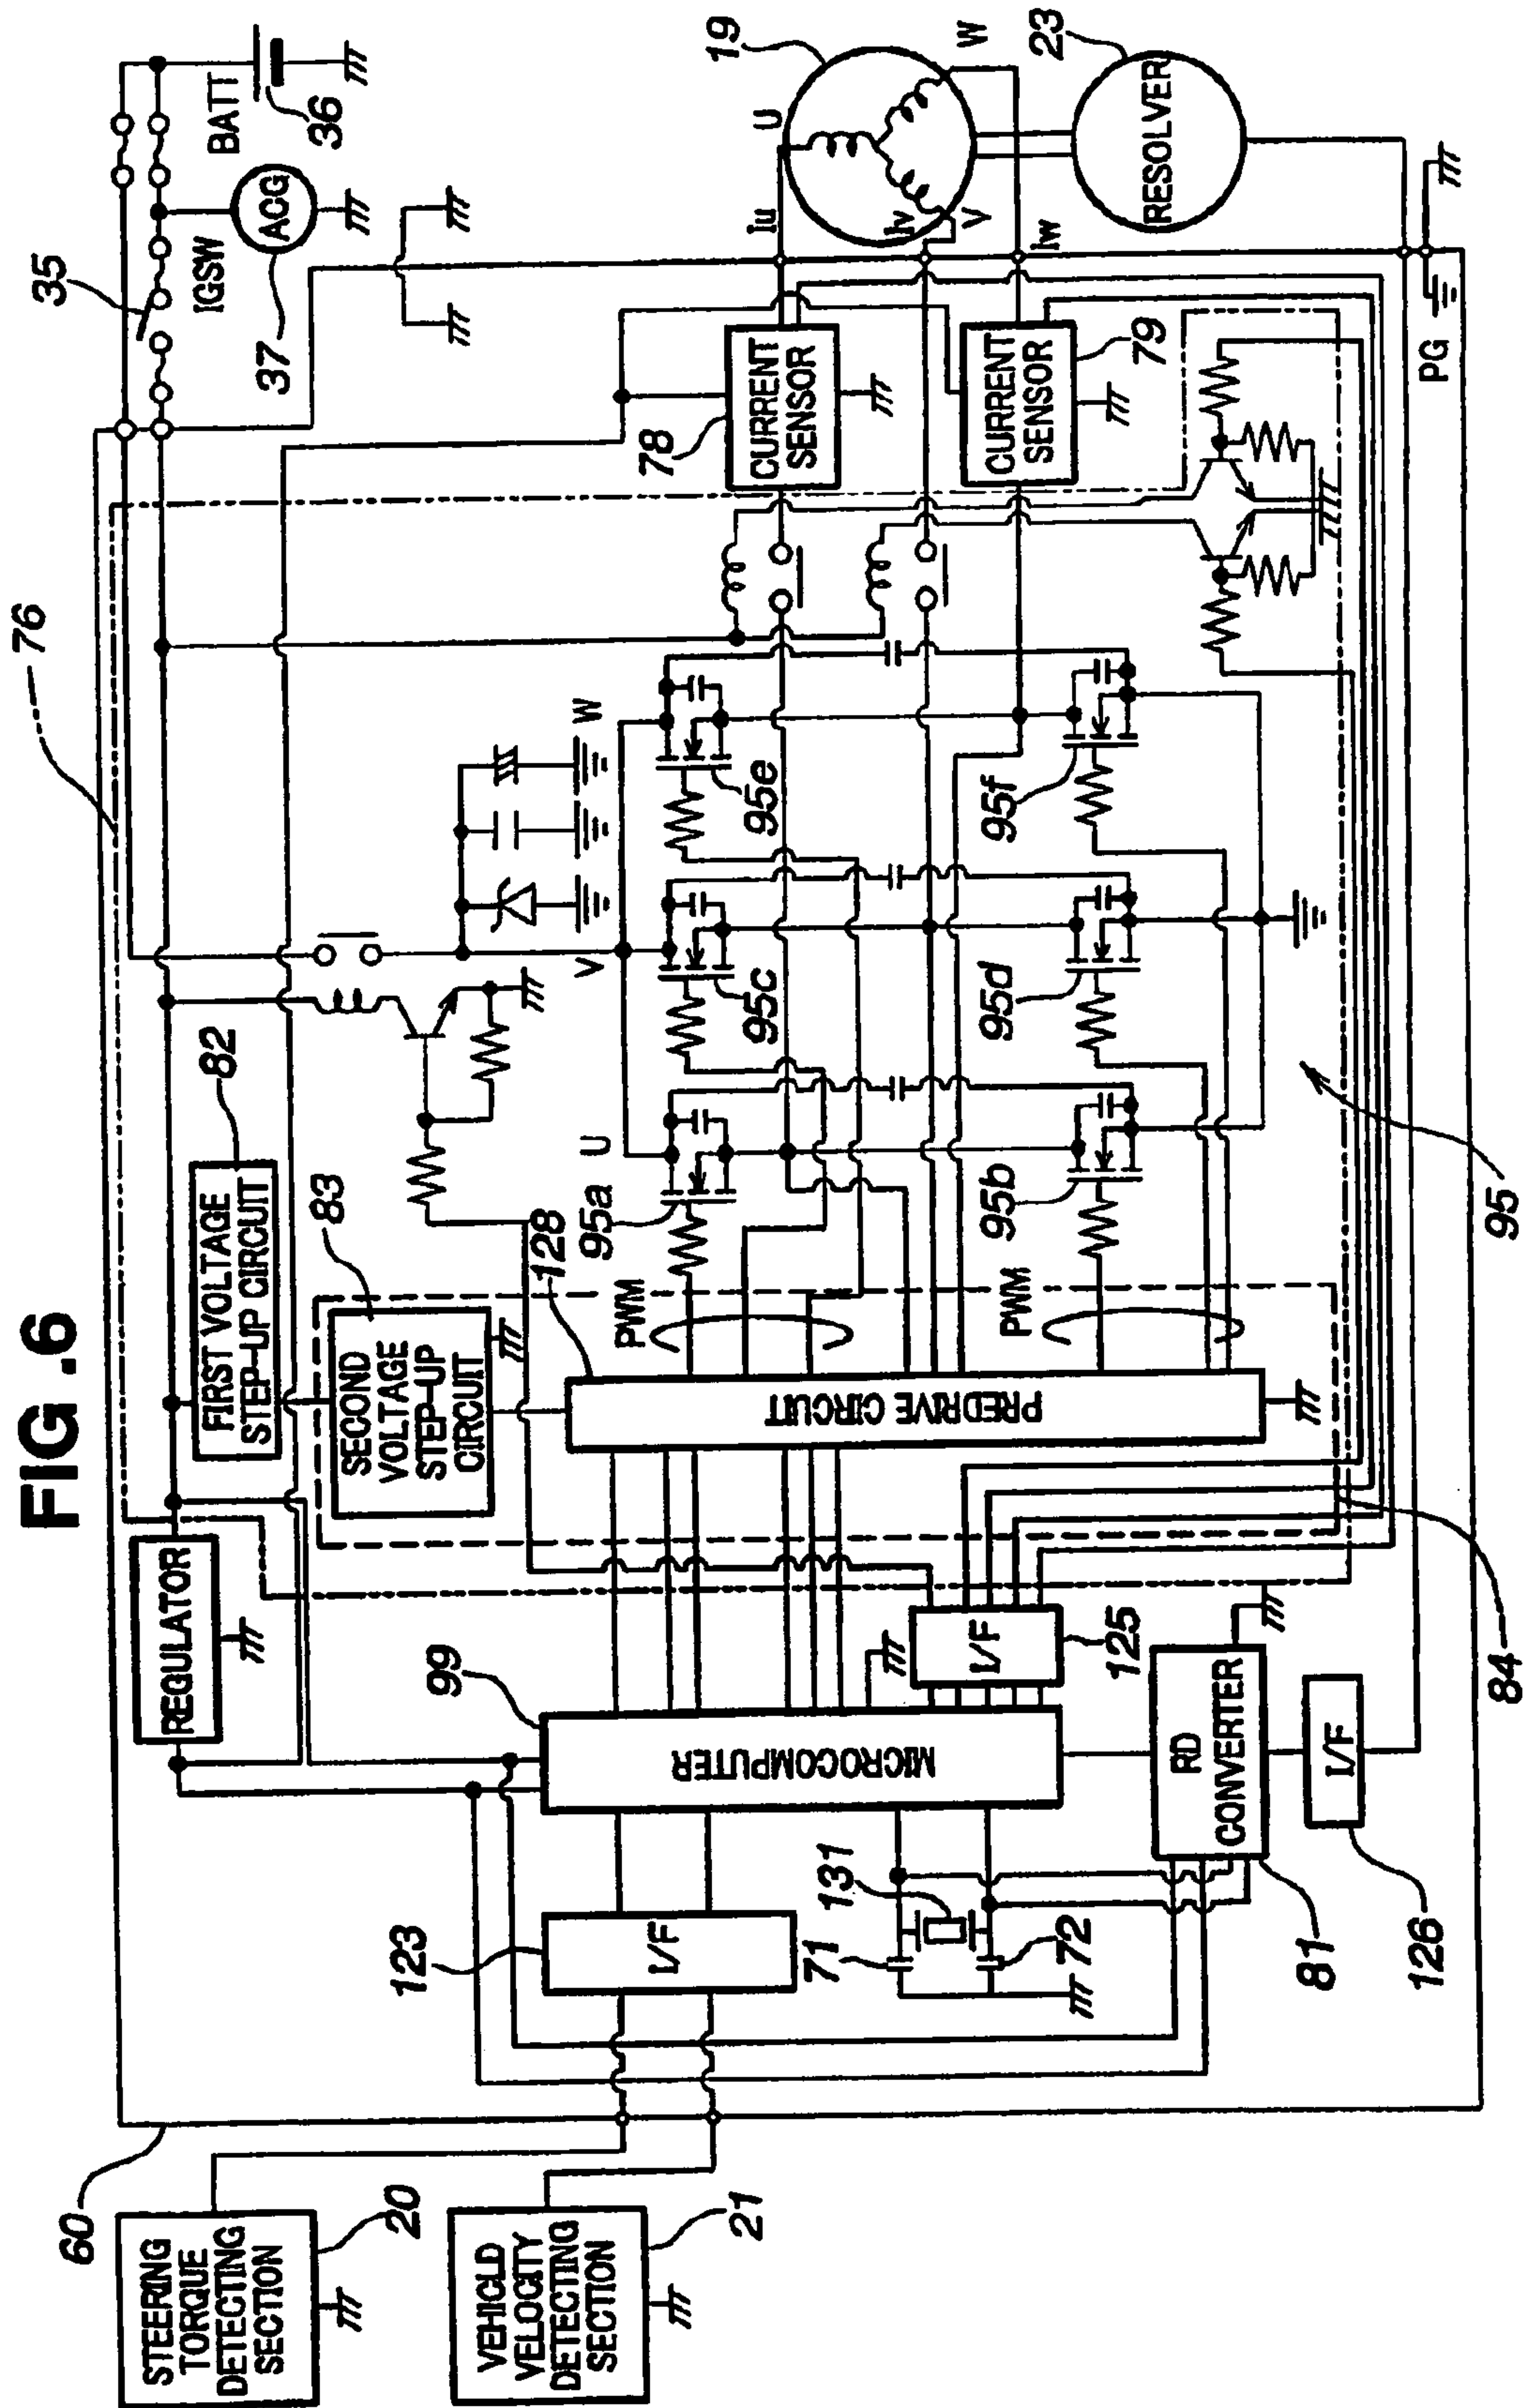 FIG.6
76
35
BATT
36
IGSW
ACG
37
REGULATOR
FIRST VOLTAGE
STEP-UP CIRCUIT
82
SECOND
VOLTAGE
STEP-UP
CIRCUIT
83
128
PREDRIVE CIRCUIT
PWM
PWM
U
V
W
95a
95b
95c
95d
95e
95f
95
78
CURRENT
SENSOR
CURRENT
SENSOR
79
Iu
Iv
Iw
U
V
W
19
RESOLVER
23
PG
99
MICROCOMPUTER
I/F
125
84
RD
CONVERTER
81
I/F
126
I/F
123
131
71
72
60
STEERING
TORQUE
DETECTING
SECTION
20
VEHICLD
VELOCITY
DETECTING
SECTION
21